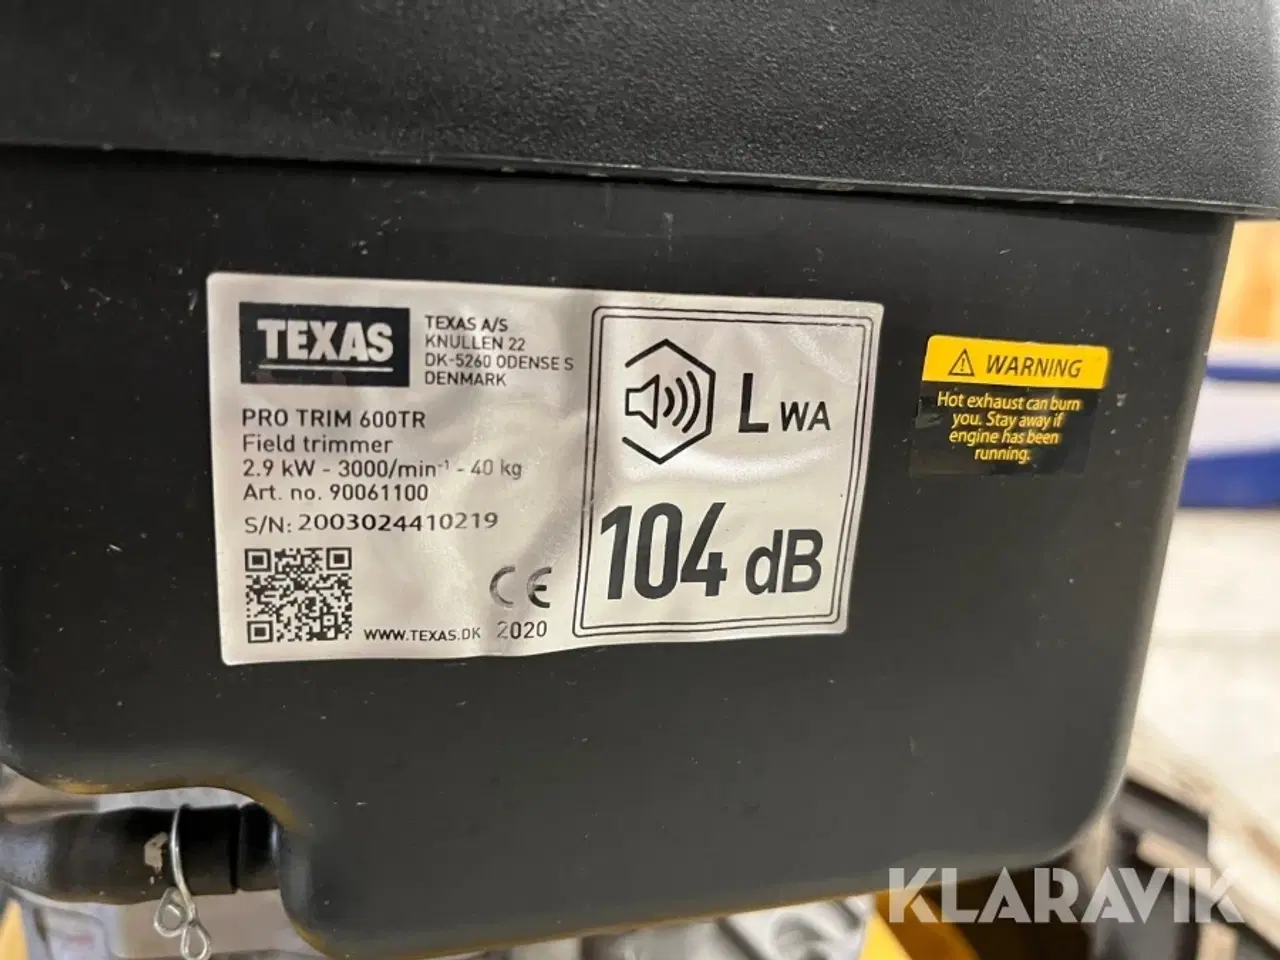 TEXAS
TEXAS A/S
KNULLEN 22
DK-5260 ODENSE S
DENMARK
PRO TRIM 600TR
Field trimmer
2.9 kW - 3000/min⁻¹ - 40 kg
Art. no. 90061100
S/N: 2003024410219
WWW.TEXAS.DK
CE
2020
LWA
104 dB
WARNING
Hot exhaust can burn
you. Stay away if
engine has been
running.
KLARAVIK